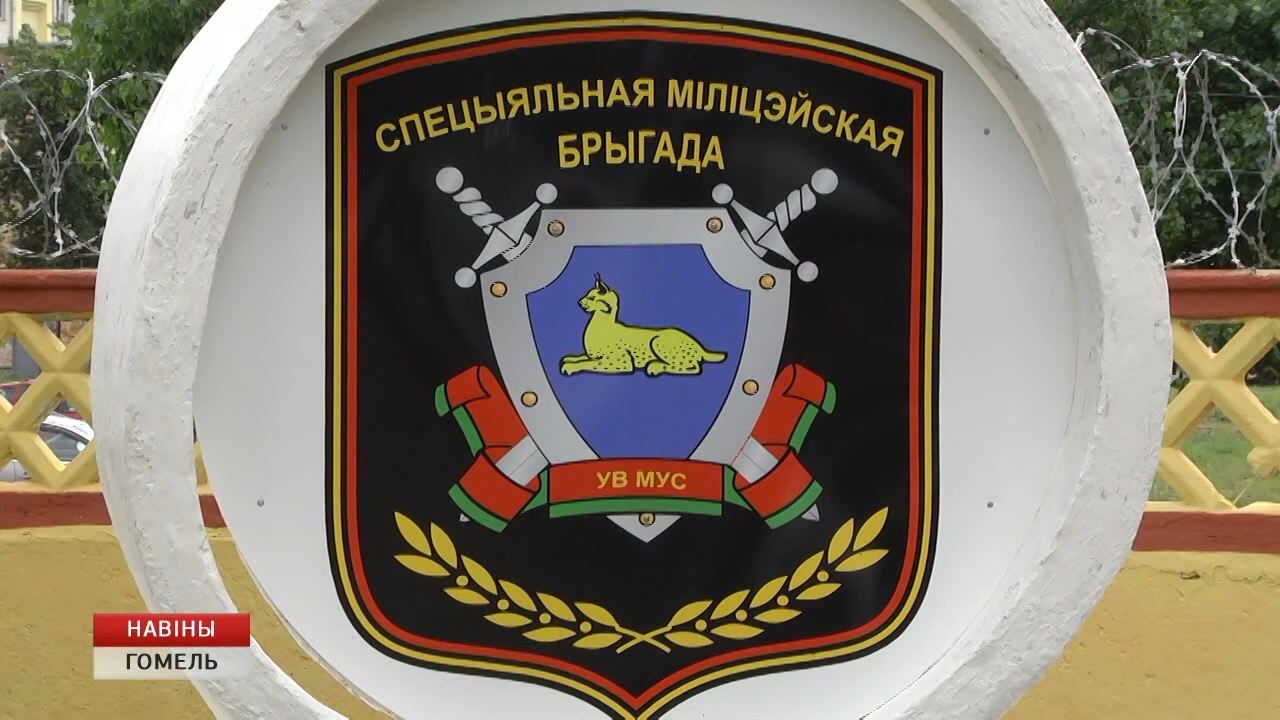 СПЕЦЫЯЛЬНАЯ МІЛІЦЭЙСКАЯ
БРЫГАДА
УВ МУС
НАВІНЫ
ГОМЕЛЬ